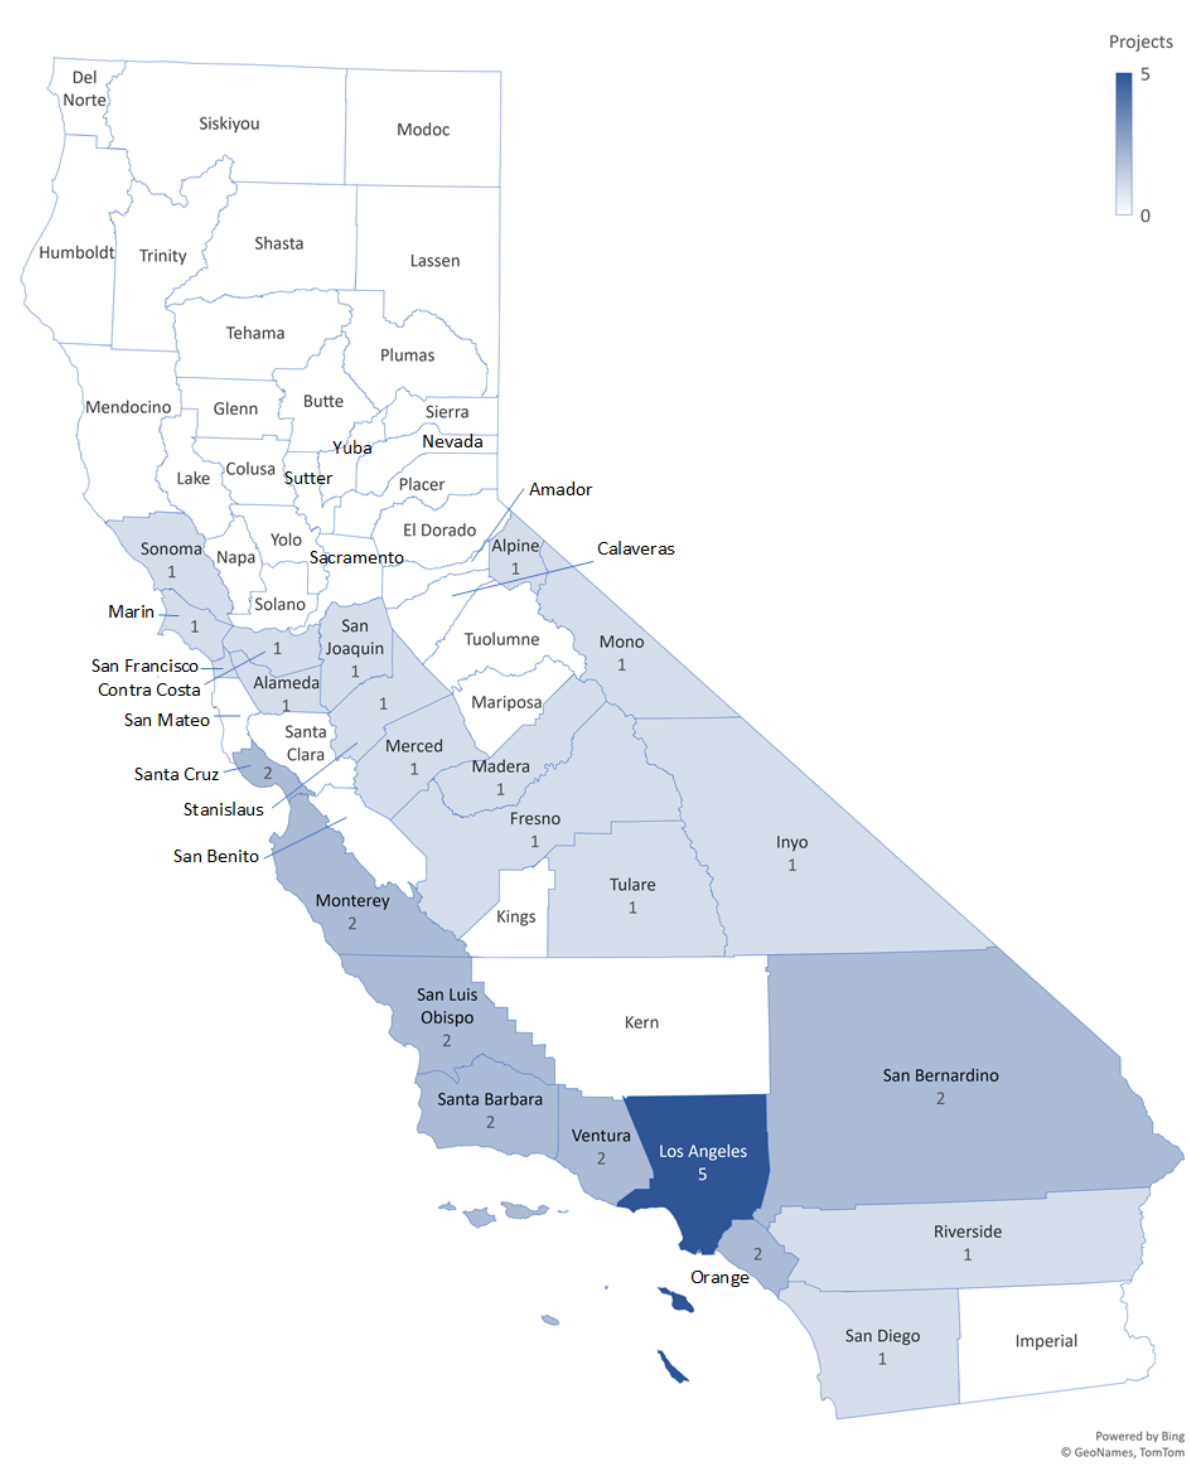 Projects
5
0
Del
Norte
Siskiyou
Modoc
Humboldt
Trinity
Shasta
Lassen
Tehama
Plumas
Mendocino
Glenn
Butte
Sierra
Nevada
Yuba
Lake
Colusa
Sutter
Placer
Amador
El Dorado
Sonoma
1
Napa
Yolo
Sacramento
Alpine
1
Calaveras
Solano
Marin
1
San
Joaquin
1
Tuolumne
Mono
1
San Francisco
Contra Costa
1
Alameda
1
San Mateo
Santa
Clara
1
Mariposa
Merced
1
Madera
1
Santa Cruz
2
Stanislaus
San Benito
Fresno
1
Inyo
1
Tulare
1
Kings
Monterey
2
San Luis
Obispo
2
Kern
San Bernardino
2
Santa Barbara
2
Ventura
2
Los Angeles
5
Riverside
1
2
Orange
San Diego
1
Imperial
Powered by Bing
© GeoNames, TomTom